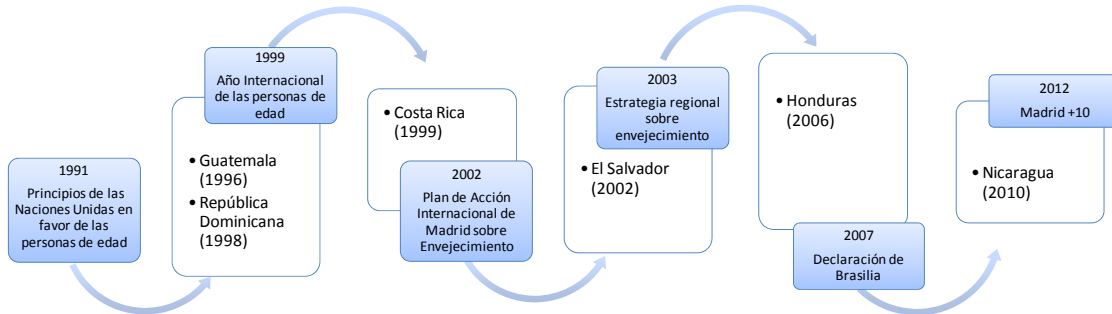 1991
Principios de las
Naciones Unidas en
favor de las
personas de edad
1999
Año Internacional
de las personas de
edad
• Guatemala
(1996)
• República
Dominicana
(1998)
• Costa Rica
(1999)
2002
Plan de Acción
Internacional de
Madrid sobre
Envejecimiento
2003
Estrategia regional
sobre
envejecimiento
• El Salvador
(2002)
• Honduras
(2006)
2007
Declaración de
Brasilia
2012
Madrid +10
• Nicaragua
(2010)